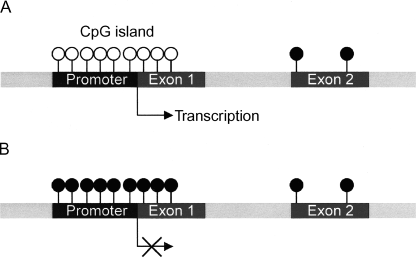 A
CpG island
Promoter Exon 1 Exon 2
Transcription
B
Promoter Exon 1 Exon 2